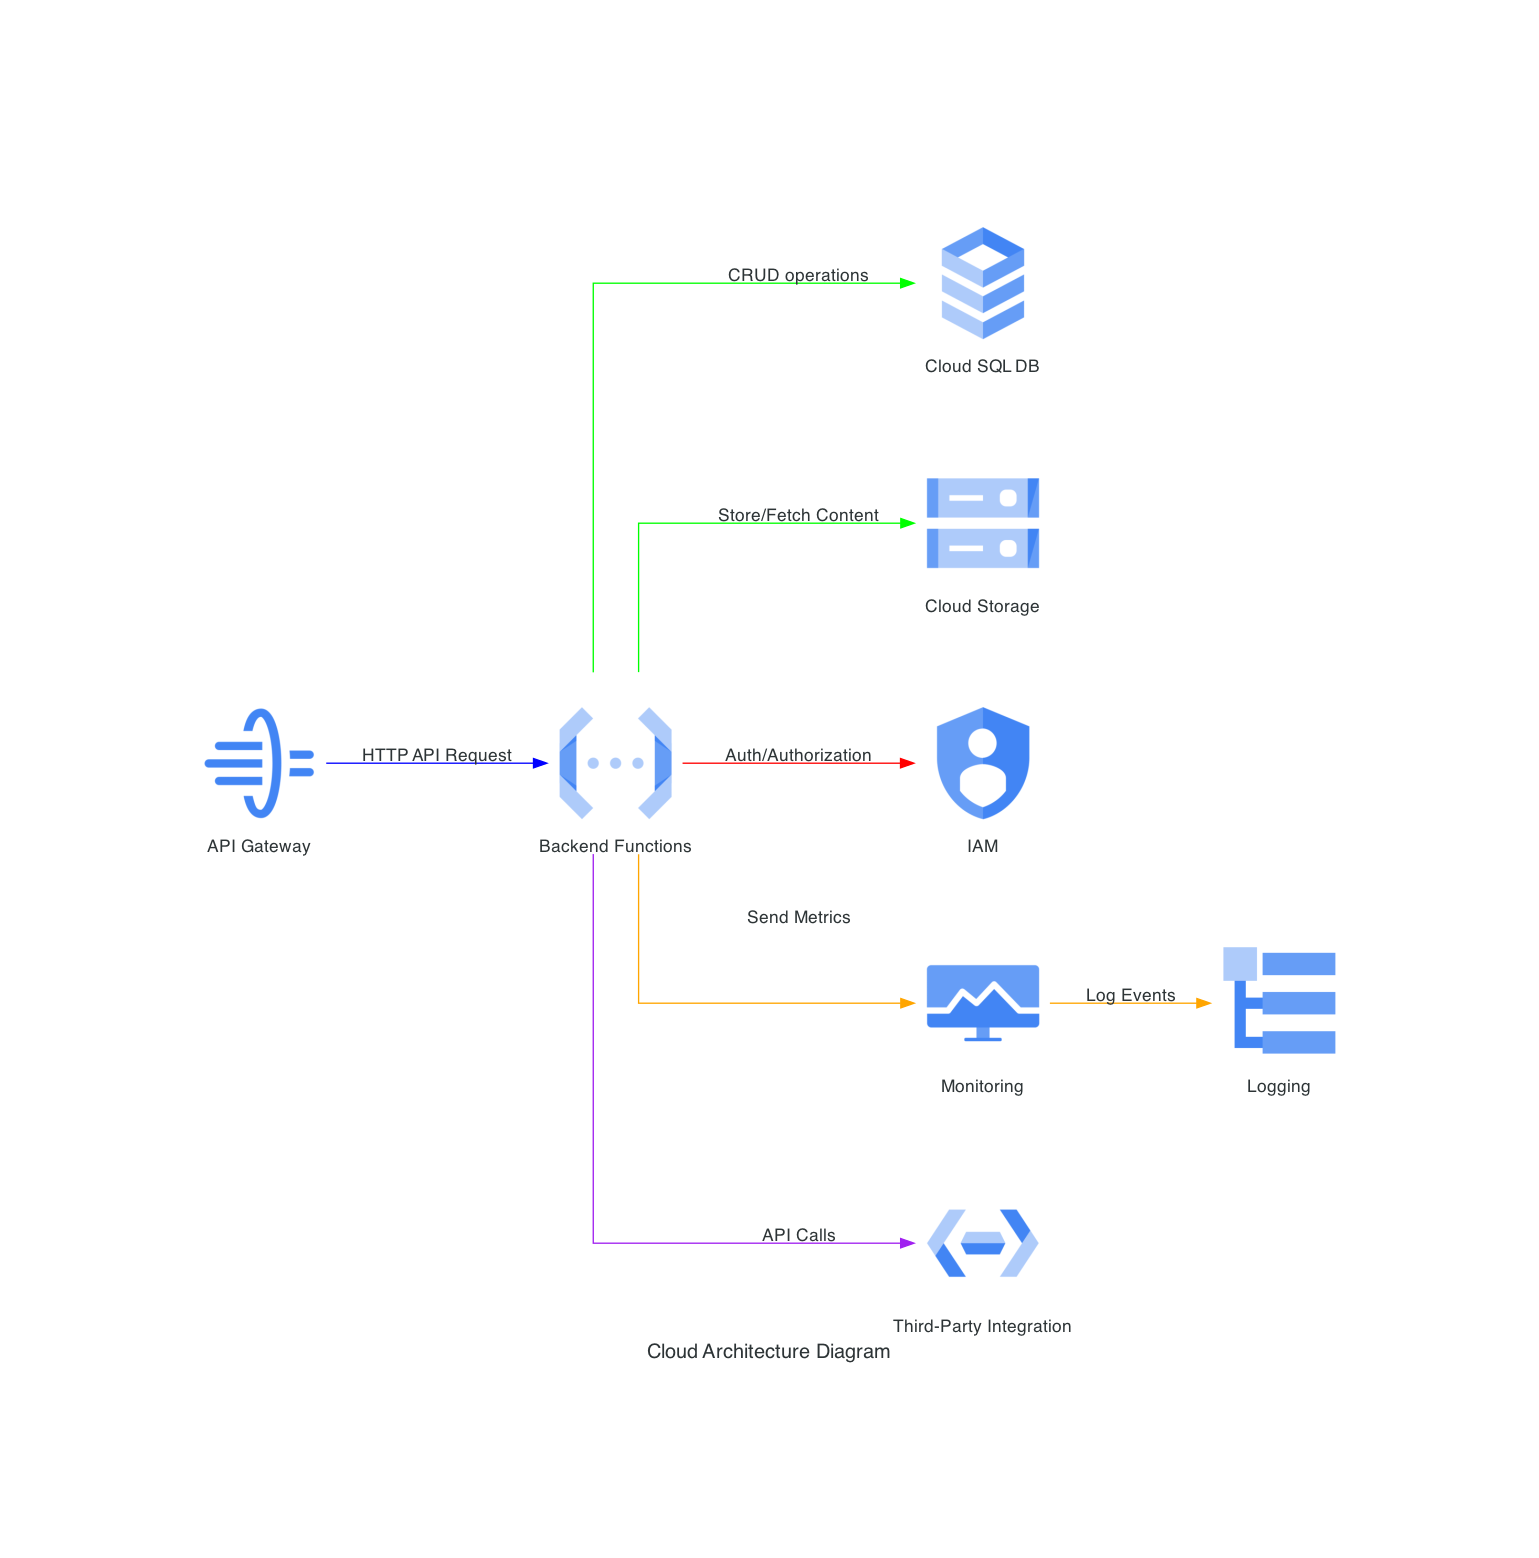 CRUD operations
Cloud SQL DB
Store/Fetch Content
Cloud Storage
HTTP API Request
Auth/Authorization
API Gateway
Backend Functions
IAM
Send Metrics
Log Events
Monitoring
Logging
API Calls
Third-Party Integration
Cloud Architecture Diagram